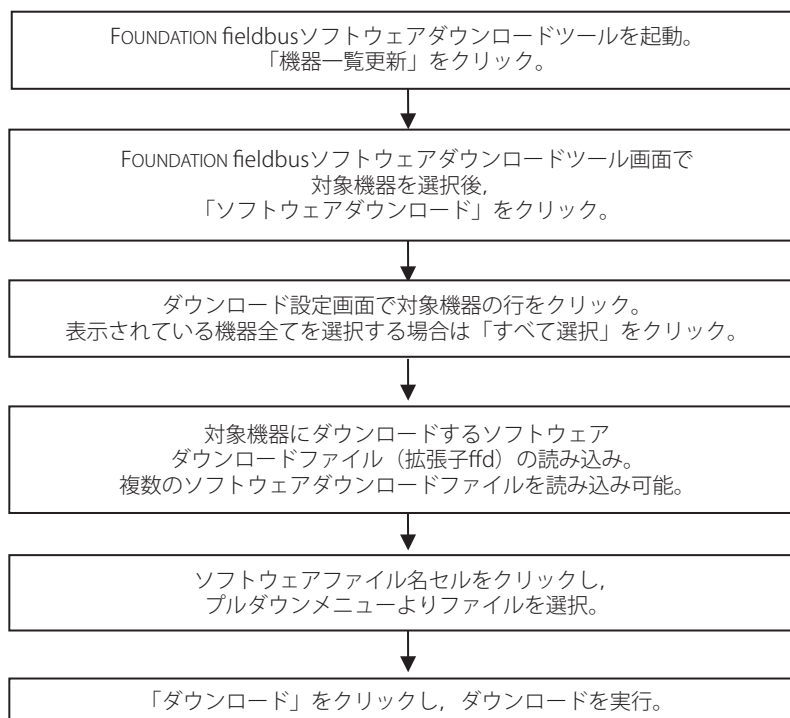 FOUNDATION fieldbusソフトウェアダウンロードツールを起動。
「機器一覧更新」をクリック。
FOUNDATION fieldbusソフトウェアダウンロードツール画面で
対象機器を選択後,
「ソフトウェアダウンロード」をクリック。
ダウンロード設定画面で対象機器の行をクリック。
表示されている機器全てを選択する場合は「すべて選択」をクリック。
対象機器にダウンロードするソフトウェア
ダウンロードファイル（拡張子ffd）の読み込み。
複数のソフトウェアダウンロードファイルを読み込み可能。
ソフトウェアファイル名セルをクリックし,
プルダウンメニューよりファイルを選択。
「ダウンロード」をクリックし，ダウンロードを実行。